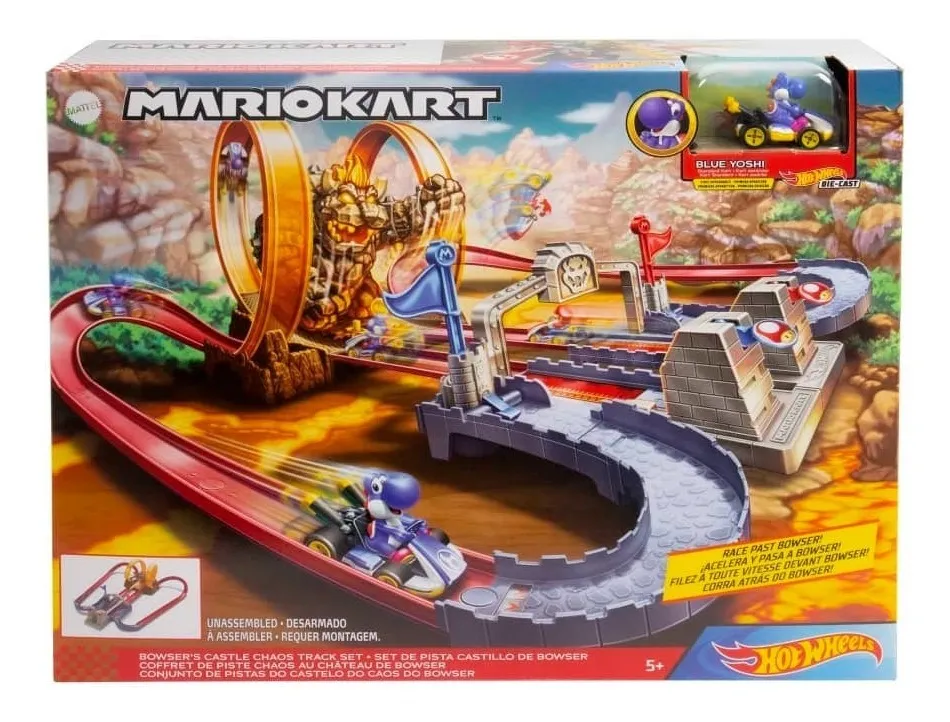 MARIO KART
MATTEL
MARIOKART™
BLUE YOSHI
HOT WHEELS
DIE-CAST
M
M
RACE PAST BOWSER!
¡ACELERA Y PASA A BOWSER!
FILEZ À TOUTE VITESSE DEVANT BOWSER!
CORRA ATRÁS DO BOWSER!
UNASSEMBLED • DESARMADO
À ASSEMBLER • REQUER MONTAGEM.
BOWSER'S CASTLE CHAOS TRACK SET • SET DE PISTA CASTILLO DE BOWSER
COFFRET DE PISTE CHAOS AU CHÂTEAU DE BOWSER
CONJUNTO DE PISTAS DO CASTELO DO CAOS DO BOWSER
5+
HOT WHEELS